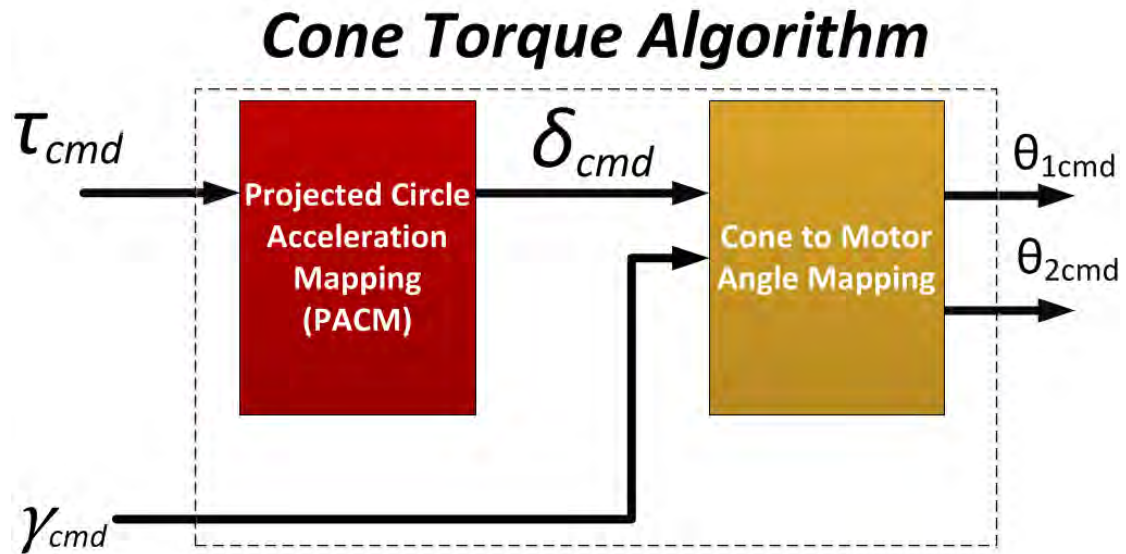 Cone Torque Algorithm
τcmd
Projected Circle
Acceleration
Mapping
(PACM)
δcmd
Cone to Motor
Angle Mapping
θ1cmd
θ2cmd
γcmd